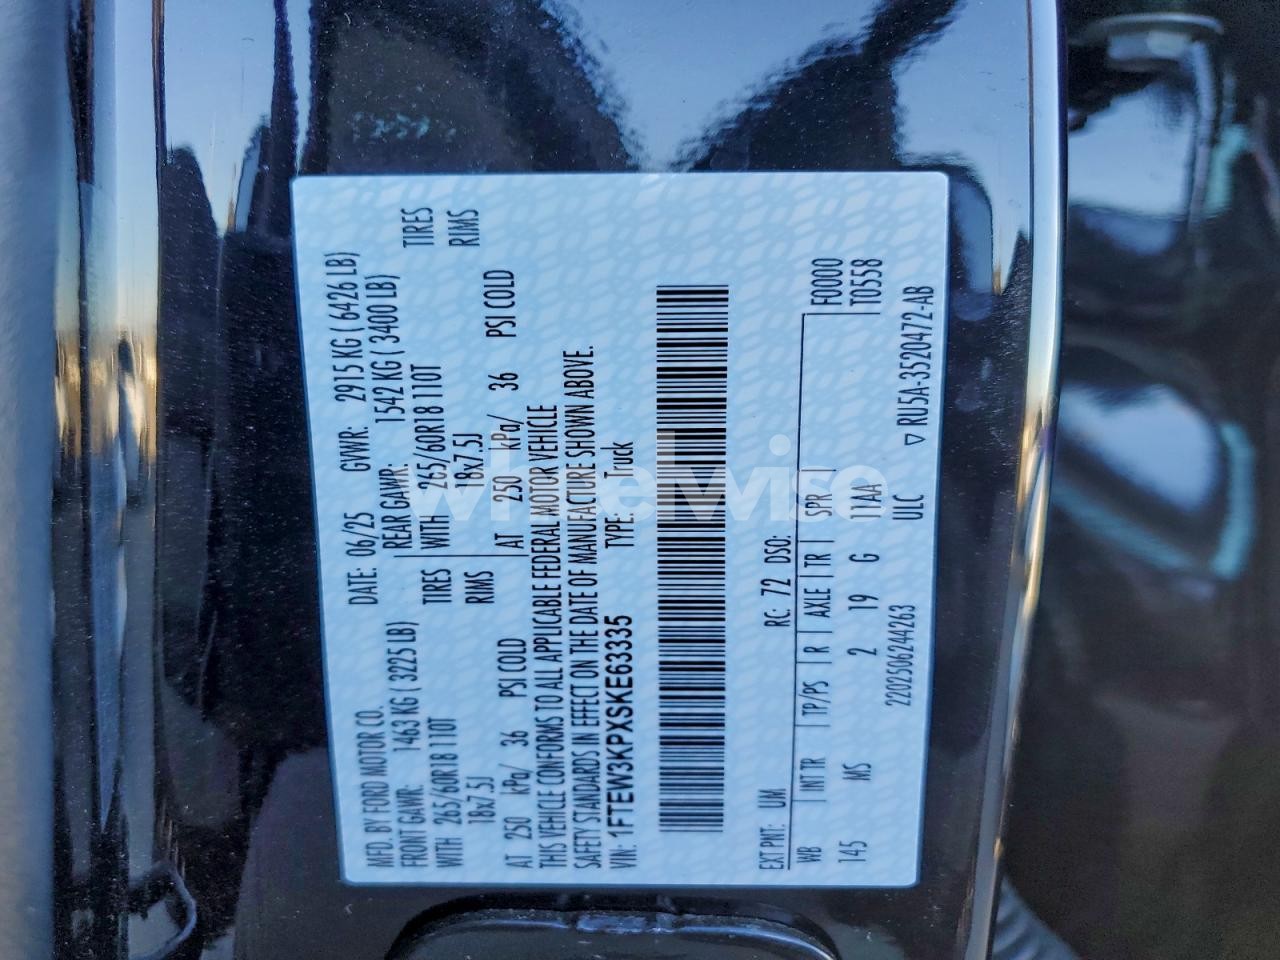 MFD. BY FORD MOTOR CO.
DATE: 06/25 GVWR: 2915 KG ( 6426 LB)
FRONT GAWR: 1463 KG ( 3225 LB)
REAR GAWR: 1542 KG ( 3400 LB)
WITH 265/60R18 110T TIRES
WITH 265/60R18 110T TIRES
18x7.5J RIMS
18x7.5J RIMS
AT 250 kPa/ 36 PSI COLD
AT 250 kPa/ 36 PSI COLD
THIS VEHICLE CONFORMS TO ALL APPLICABLE FEDERAL MOTOR VEHICLE
SAFETY STANDARDS IN EFFECT ON THE DATE OF MANUFACTURE SHOWN ABOVE.
VIN: 1FTEW3KPXSKE63335 TYPE: Truck
EXT PNT: UM RC: 72 DSO:
WB INT TR TP/PS R AXLE TR SPR F0000
145 MS 2 19 G 11AA T0558
2202506244263 ULC ▽ RU5A-3520472-AB
whelwise